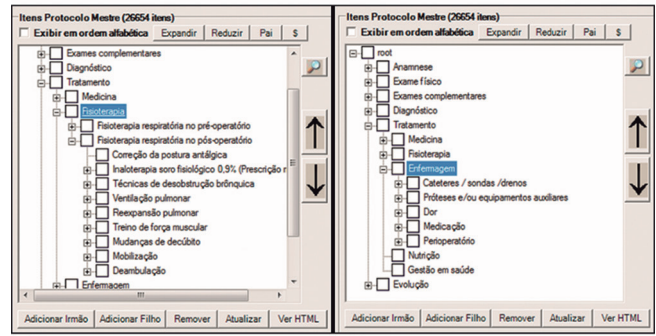 Itens Protocolo Mestre (26654 itens)
Exibir em ordem alfabética Expandir Reduzir Pai $
Exames complementares
Diagnóstico
Tratamento
Medicina
Fisioterapia
Fisioterapia respiratória no pré-operatório
Fisioterapia respiratória no pós-operatório
Correção da postura antálgica
Inaloterapia soro fisiológico 0,9% (Prescrição r
Técnicas de desobstrução brônquica
Ventilação pulmonar
Reexpansão pulmonar
Treino de força muscular
Mudanças de decúbito
Mobilização
Deambulação
Enfermagem
Adicionar Irmão Adicionar Filho Remover Atualizar Ver HTML
Itens Protocolo Mestre (26654 itens)
Exibir em ordem alfabética Expandir Reduzir Pai $
root
Anamnese
Exame físico
Exames complementares
Diagnóstico
Tratamento
Medicina
Fisioterapia
Enfermagem
Cateteres / sondas /drenos
Próteses e/ou equipamentos auxiliares
Dor
Medicação
Perioperatório
Nutrição
Gestão em saúde
Evolução
Adicionar Irmão Adicionar Filho Remover Atualizar Ver HTML